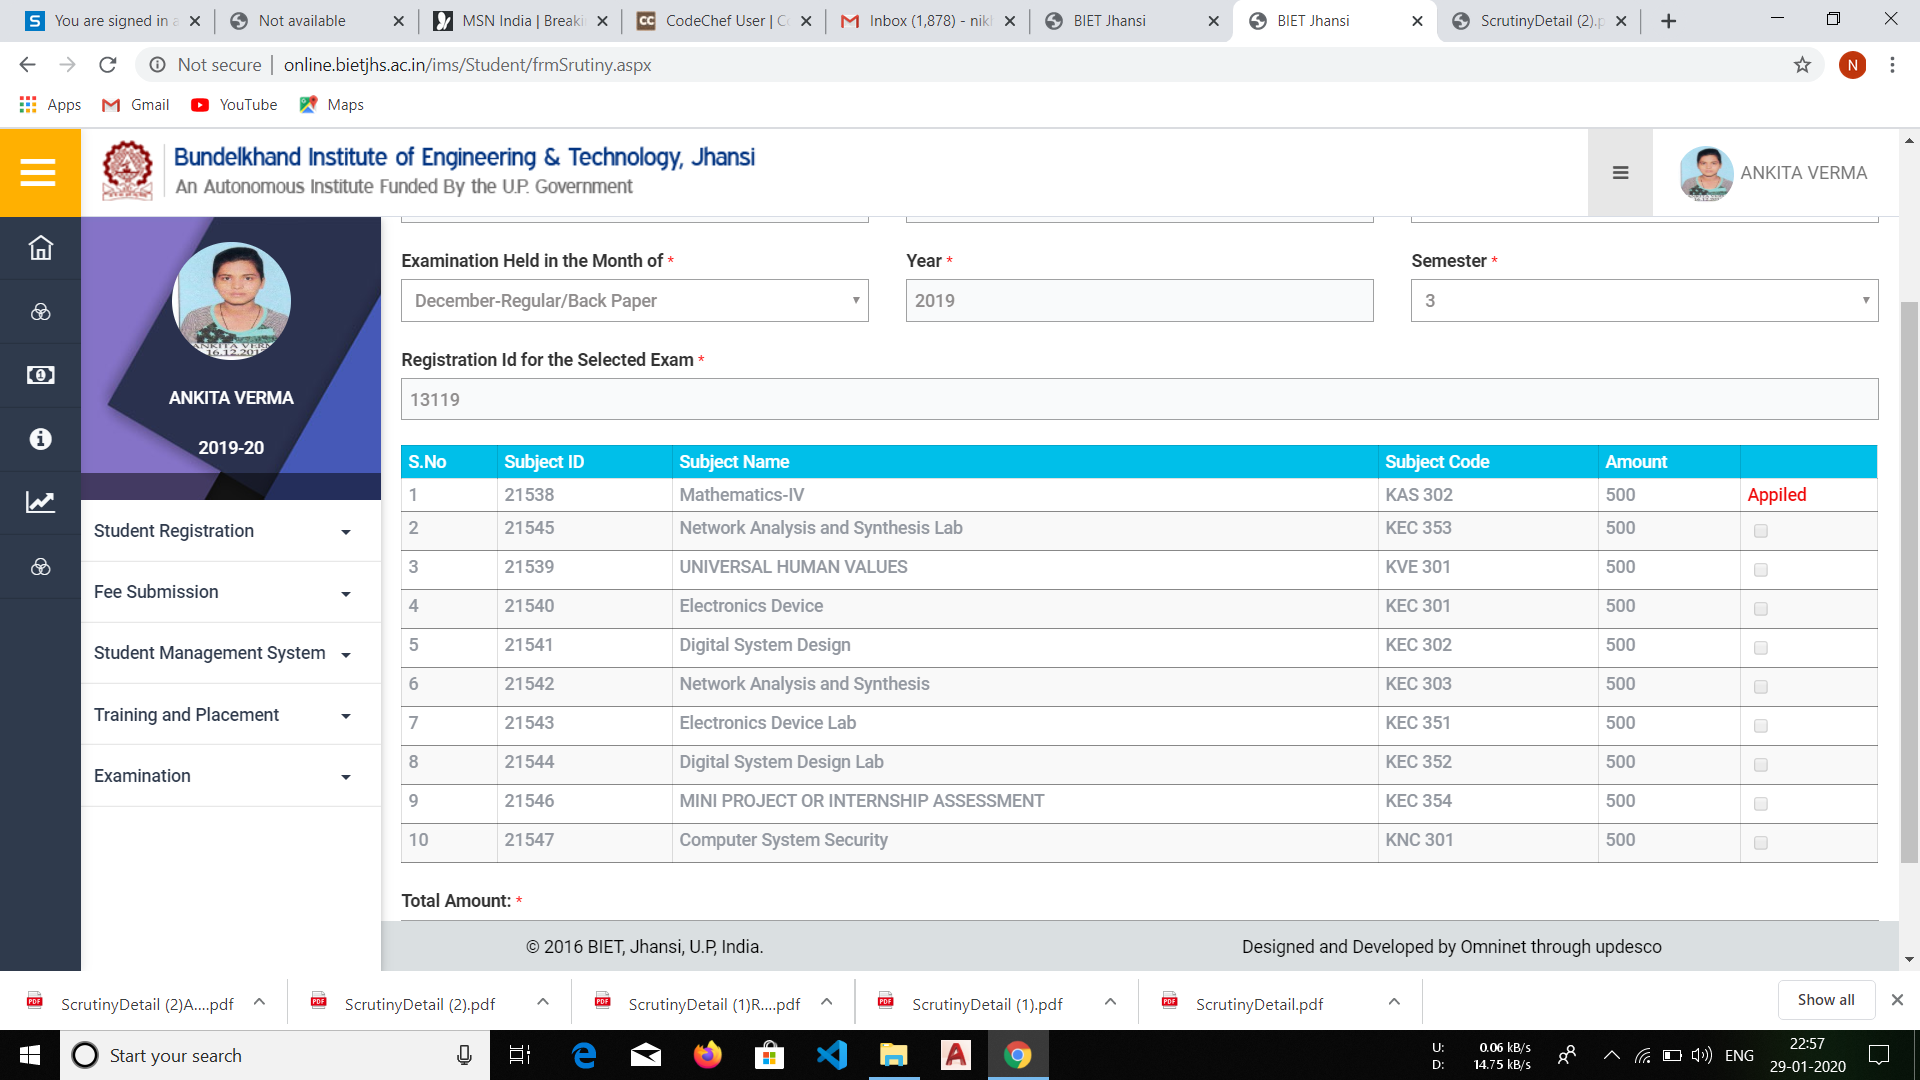 You are signed in a
Not available
MSN India | Breaki
CodeChef User | C
Inbox (1,878) - nik
BIET Jhansi
BIET Jhansi
ScrutinyDetail (2).p
Not secure | online.bietjhs.ac.in/ims/Student/frmSrutiny.aspx
N
Apps
Gmail
YouTube
Maps
Bundelkhand Institute of Engineering & Technology, Jhansi
An Autonomous Institute Funded By the U.P. Government
ANKITA VERMA
ANKITA VERMA
2019-20
Student Registration
Fee Submission
Student Management System
Training and Placement
Examination
Examination Held in the Month of *
Year *
Semester *
December-Regular/Back Paper
2019
3
Registration Id for the Selected Exam *
13119
S.No Subject ID Subject Name Subject Code Amount
1 21538 Mathematics-IV KAS 302 500 Appiled
2 21545 Network Analysis and Synthesis Lab KEC 353 500
3 21539 UNIVERSAL HUMAN VALUES KVE 301 500
4 21540 Electronics Device KEC 301 500
5 21541 Digital System Design KEC 302 500
6 21542 Network Analysis and Synthesis KEC 303 500
7 21543 Electronics Device Lab KEC 351 500
8 21544 Digital System Design Lab KEC 352 500
9 21546 MINI PROJECT OR INTERNSHIP ASSESSMENT KEC 354 500
10 21547 Computer System Security KNC 301 500
Total Amount: *
© 2016 BIET, Jhansi, U.P, India.
Designed and Developed by Omninet through updesco
ScrutinyDetail (2)A....pdf
ScrutinyDetail (2).pdf
ScrutinyDetail (1)R....pdf
ScrutinyDetail (1).pdf
ScrutinyDetail.pdf
Show all
Start your search
U: 0.06 kB/s
D: 14.75 kB/s
ENG
22:57
29-01-2020